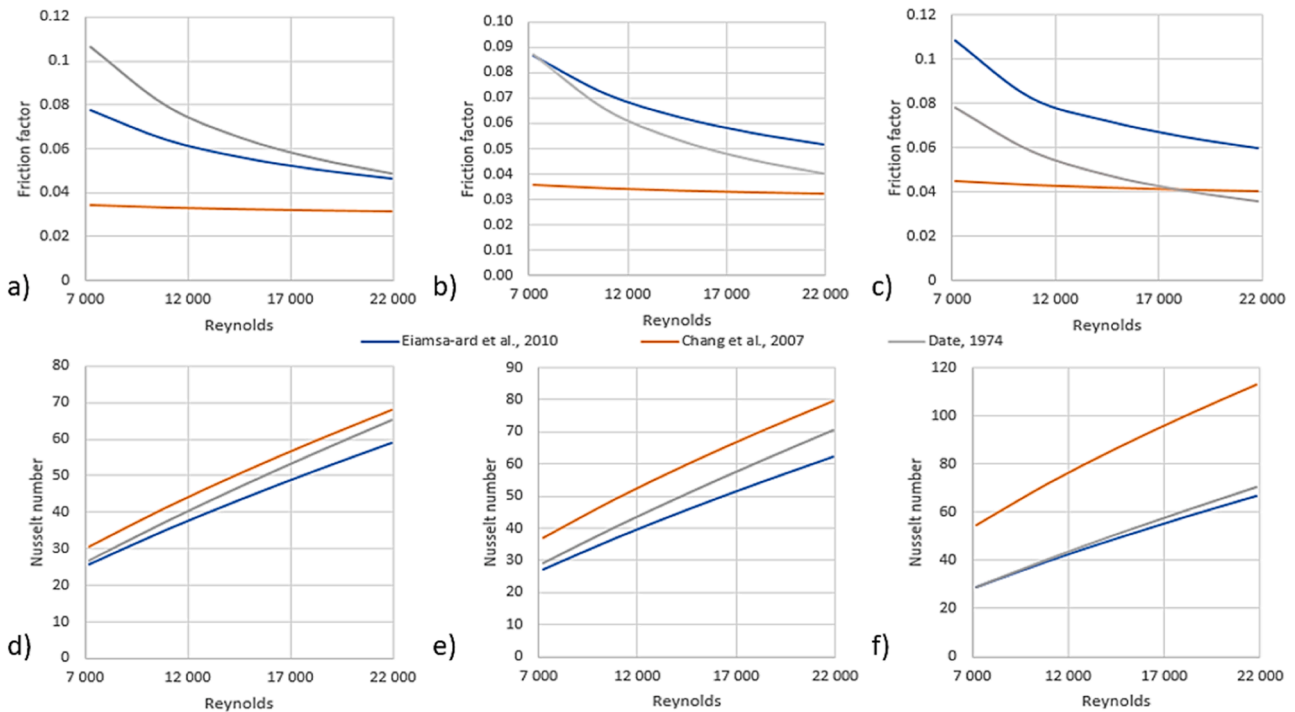 0.12
0.1
0.08
0.06
0.04
0.02
0
Friction factor
7 000 12 000 17 000 22 000
Reynolds
a)
0.10
0.09
0.08
0.07
0.06
0.05
0.04
0.03
0.02
0.01
0.00
Friction factor
7 000 12 000 17 000 22 000
Reynolds
b)
0.12
0.1
0.08
0.06
0.04
0.02
0
Friction factor
7 000 12 000 17 000 22 000
Reynolds
c)
Eiamsa-ard et al., 2010 Chang et al., 2007 Date, 1974
80
70
60
50
40
30
20
10
0
Nusselt number
7 000 12 000 17 000 22 000
Reynolds
d)
90
80
70
60
50
40
30
20
10
0
Nusselt number
7 000 12 000 17 000 22 000
Reynolds
e)
120
100
80
60
40
20
0
Nusselt number
7 000 12 000 17 000 22 000
Reynolds
f)